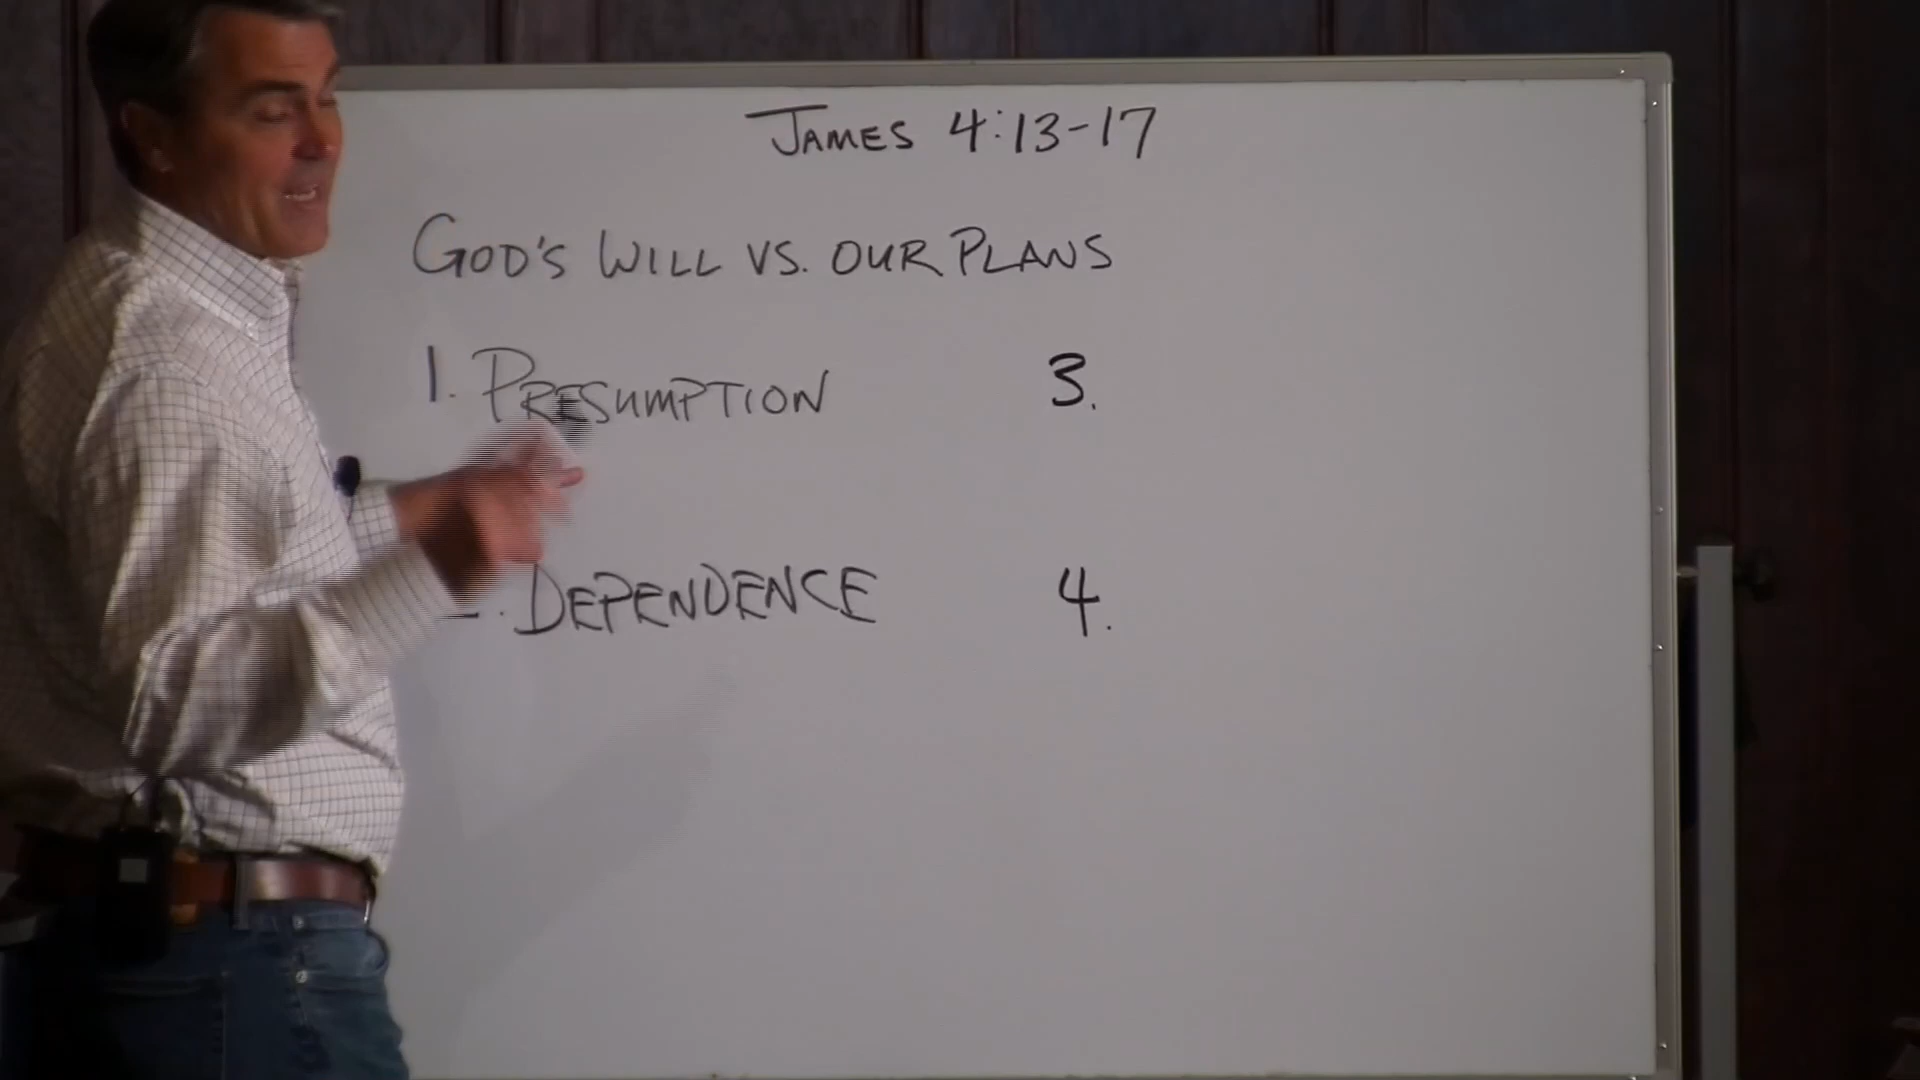 JAMES 4:13-17
GOD'S WILL VS. OUR PLANS
1. PRESUMPTION
3.
. DEPENDENCE
4.